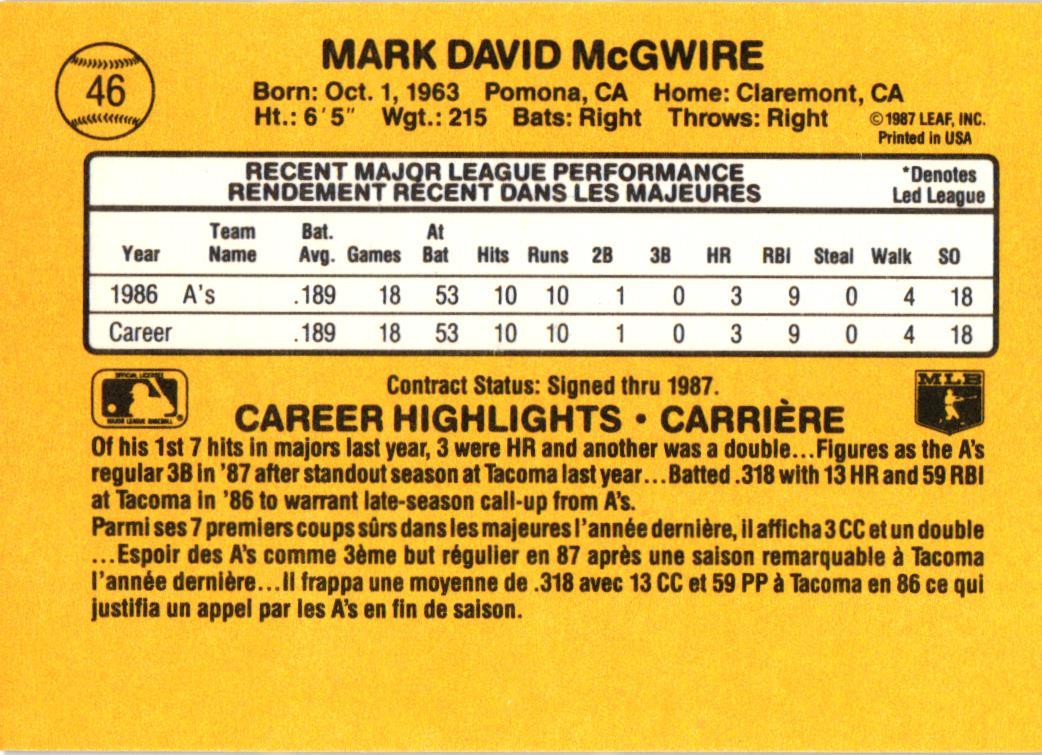 46
MARK DAVID McGWIRE
Born: Oct. 1, 1963 Pomona, CA Home: Claremont, CA
Ht.: 6'5" Wgt.: 215 Bats: Right Throws: Right
©1987 LEAF, INC.
Printed in USA
RECENT MAJOR LEAGUE PERFORMANCE
RENDEMENT RÉCENT DANS LES MAJEURES
*Denotes
Led League
Year Team Name Bat. Avg. Games At Bat Hits Runs 2B 3B HR RBI Steal Walk SO
1986 A's .189 18 53 10 10 1 0 3 9 0 4 18
Career .189 18 53 10 10 1 0 3 9 0 4 18
OFFICIAL LICENSEE
MAJOR LEAGUE BASEBALL
®
Contract Status: Signed thru 1987.
MLB
CAREER HIGHLIGHTS • CARRIÈRE
Of his 1st 7 hits in majors last year, 3 were HR and another was a double...Figures as the A's
regular 3B in '87 after standout season at Tacoma last year...Batted .318 with 13 HR and 59 RBI
at Tacoma in '86 to warrant late-season call-up from A's.
Parmi ses 7 premiers coups sûrs dans les majeures l'année dernière, il afficha 3 CC et un double
...Espoir des A's comme 3ème but régulier en 87 après une saison remarquable à Tacoma
l'année dernière...Il frappa une moyenne de .318 avec 13 CC et 59 PP à Tacoma en 86 ce qui
justifia un appel par les A's en fin de saison.